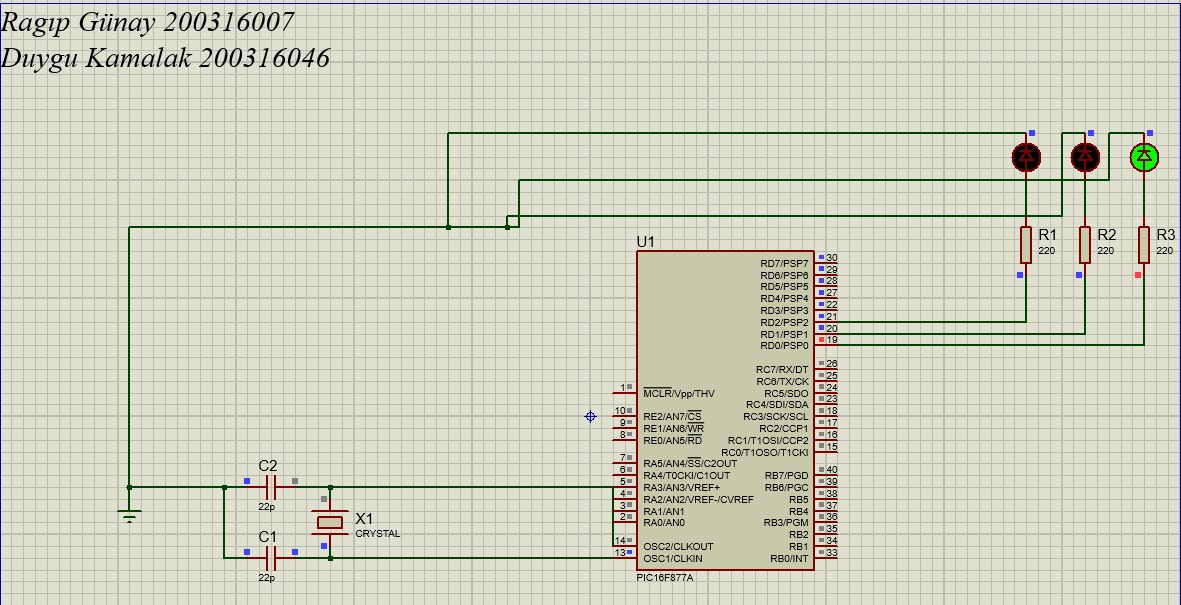 Ragıp Günay 200316007
Duygu Kamalak 200316046
R1
220
R2
220
R3
220
U1
1 MCLR/Vpp/THV
10 RE2/AN7/CS
9 RE1/AN6/WR
8 RE0/AN5/RD
7 RA5/AN4/SS/C2OUT
6 RA4/T0CKI/C1OUT
5 RA3/AN3/VREF+
4 RA2/AN2/VREF-/CVREF
3 RA1/AN1
2 RA0/AN0
14 OSC2/CLKOUT
13 OSC1/CLKIN
RD7/PSP7 30
RD6/PSP6 29
RD5/PSP5 28
RD4/PSP4 27
RD3/PSP3 22
RD2/PSP2 21
RD1/PSP1 20
RD0/PSP0 19
RC7/RX/DT 26
RC6/TX/CK 25
RC5/SDO 24
RC4/SDI/SDA 23
RC3/SCK/SCL 18
RC2/CCP1 17
RC1/T1OSI/CCP2 16
RC0/T1OSO/T1CKI 15
RB7/PGD 40
RB6/PGC 39
RB5 38
RB4 37
RB3/PGM 36
RB2 35
RB1 34
RB0/INT 33
PIC16F877A
C2
22p
C1
22p
X1
CRYSTAL